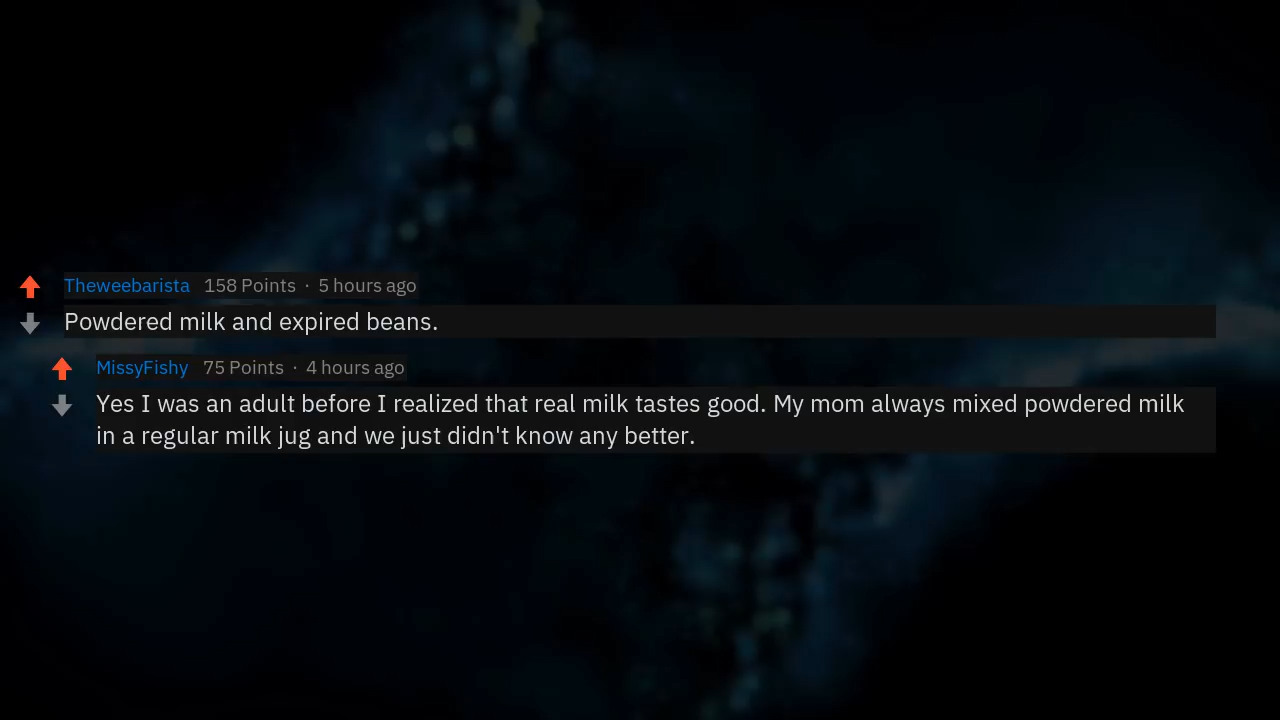 Theweebarista 158 Points · 5 hours ago
Powdered milk and expired beans.
MissyFishy 75 Points · 4 hours ago
Yes I was an adult before I realized that real milk tastes good. My mom always mixed powdered milk
in a regular milk jug and we just didn't know any better.